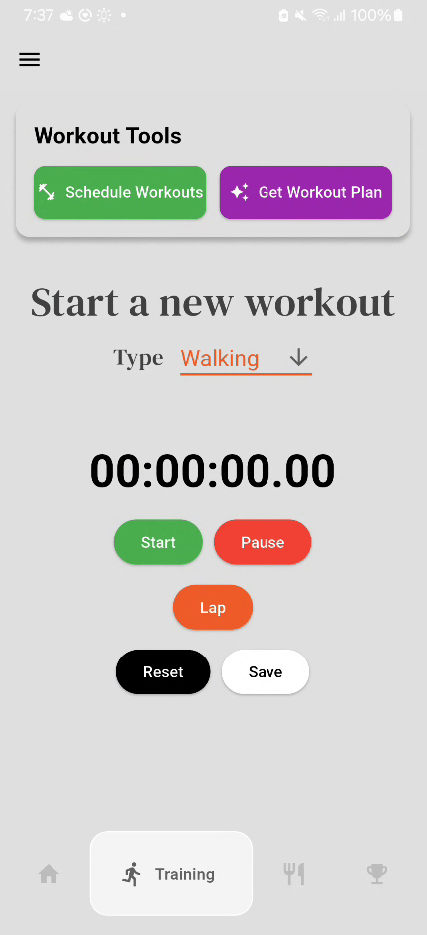 7:37 100%
Workout Tools
Schedule Workouts Get Workout Plan
Start a new workout
Type Walking
00:00:00.00
Start Pause
Lap
Reset Save
Training